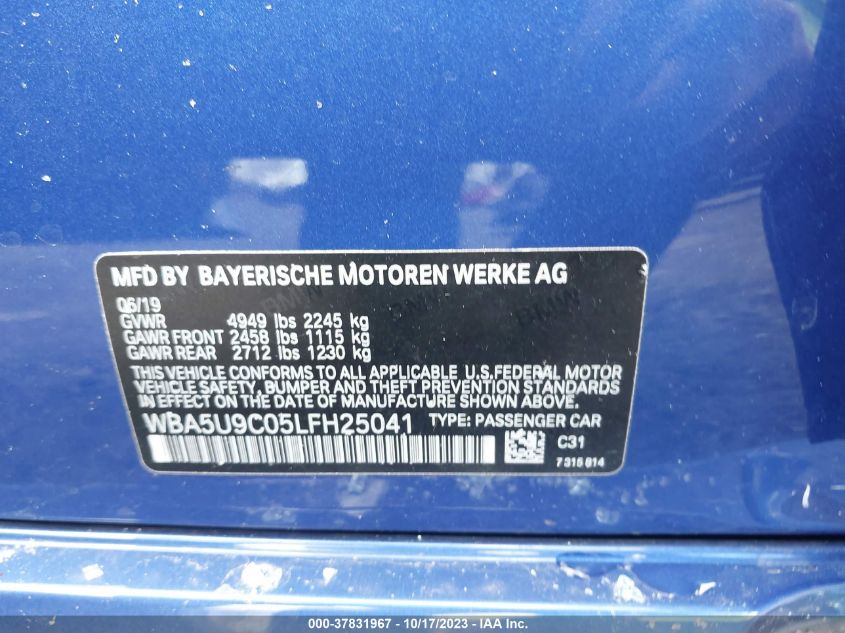 MFD BY BAYERISCHE MOTOREN WERKE AG
06/19
GVWR 4949 lbs 2245 kg
GAWR FRONT 2458 lbs 1115 kg
GAWR REAR 2712 lbs 1230 kg
THIS VEHICLE CONFORMS TO ALL APPLICABLE U.S.FEDERAL MOTOR
VEHICLE SAFETY, BUMPER AND THEFT PREVENTION STANDARDS
IN EFFECT ON THE DATE OF MANUFACTURE SHOWN ABOVE.
WBA5U9C05LFH25041 TYPE: PASSENGER CAR
C31
7 315 814
000-37831967 - 10/17/2023 - IAA Inc.